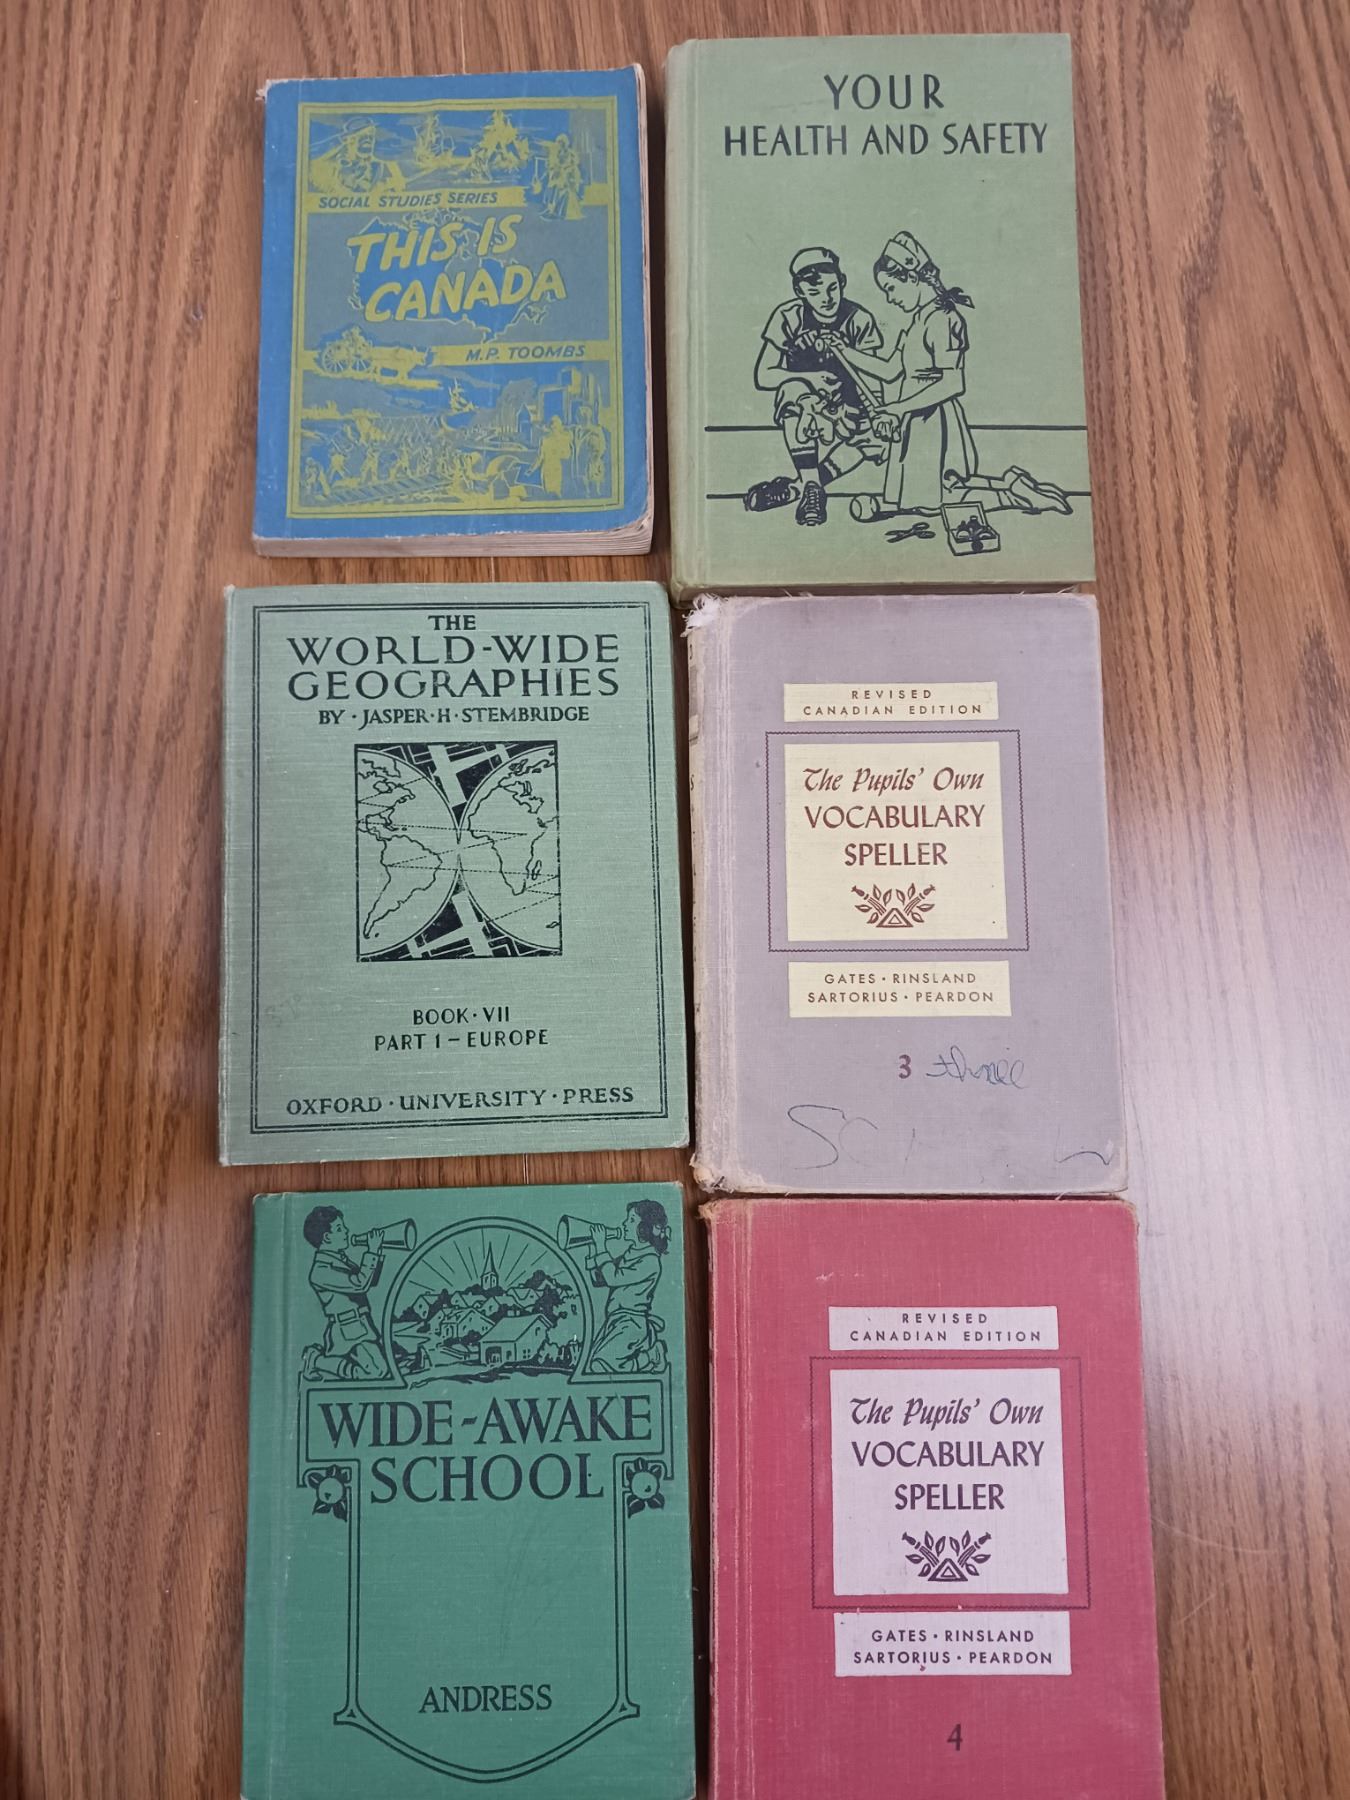 SOCIAL STUDIES SERIES
THIS IS
CANADA
M.P. TOOMBS
YOUR
HEALTH AND SAFETY
THE
WORLD-WIDE
GEOGRAPHIES
BY · JASPER · H · STEMBRIDGE
BOOK · VII
PART 1 – EUROPE
OXFORD · UNIVERSITY · PRESS
REVISED
CANADIAN EDITION
The Pupils' Own
VOCABULARY
SPELLER
GATES · RINSLAND
SARTORIUS · PEARDON
3
WIDE-AWAKE
SCHOOL
ANDRESS
REVISED
CANADIAN EDITION
The Pupils' Own
VOCABULARY
SPELLER
GATES · RINSLAND
SARTORIUS · PEARDON
4